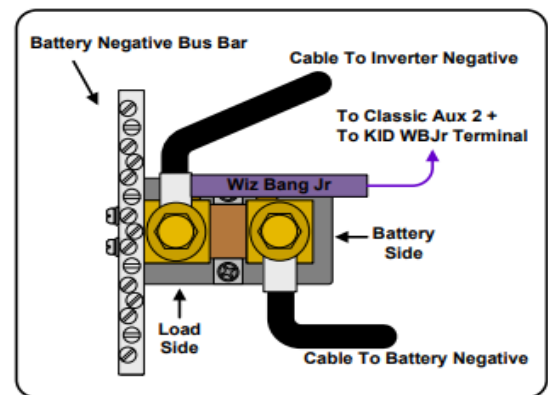 Battery Negative Bus Bar
Cable To Inverter Negative
To Classic Aux 2 +
To KID WBJr Terminal
Wiz Bang Jr
Battery
Side
Load
Side
Cable To Battery Negative